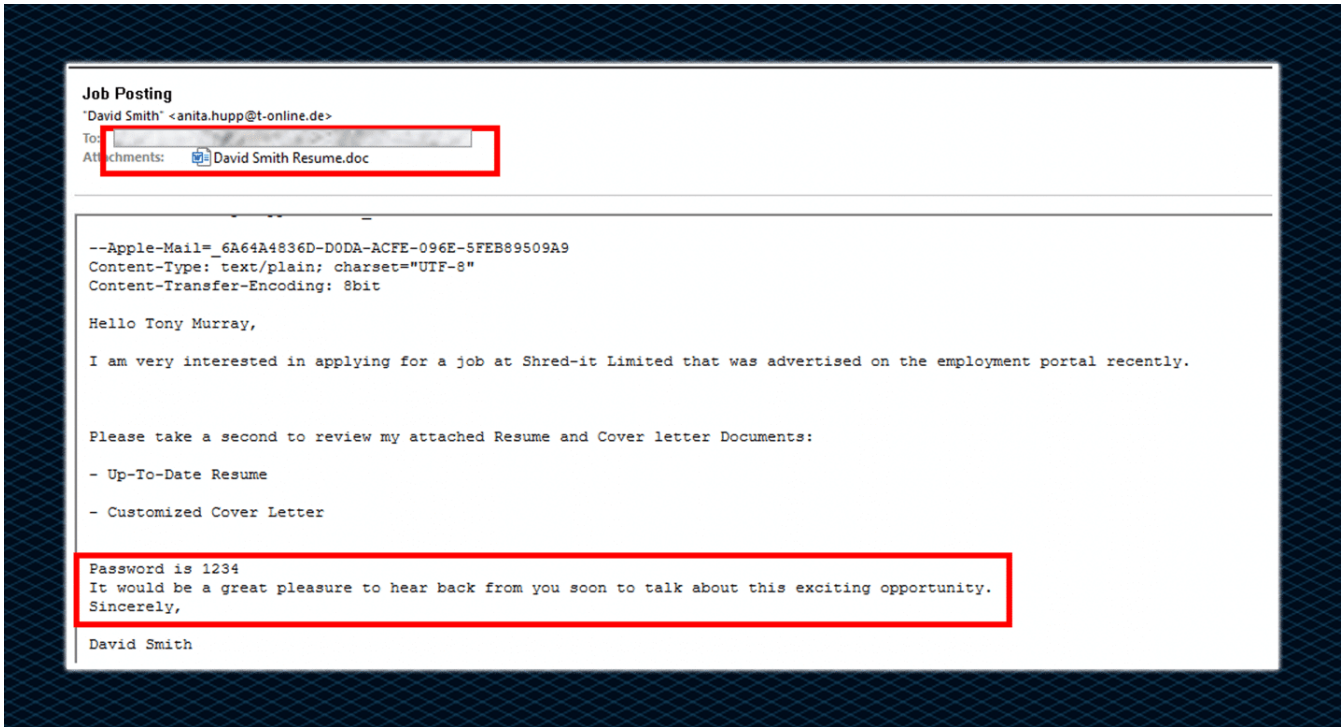 Job Posting
"David Smith" <anita.hupp@t-online.de>
To:
Attachments: David Smith Resume.doc
--Apple-Mail=_6A64A4836D-D0DA-ACFE-096E-5FEB89509A9
Content-Type: text/plain; charset="UTF-8"
Content-Transfer-Encoding: 8bit
Hello Tony Murray,
I am very interested in applying for a job at Shred-it Limited that was advertised on the employment portal recently.
Please take a second to review my attached Resume and Cover letter Documents:
- Up-To-Date Resume
- Customized Cover Letter
Password is 1234
It would be a great pleasure to hear back from you soon to talk about this exciting opportunity.
Sincerely,
David Smith